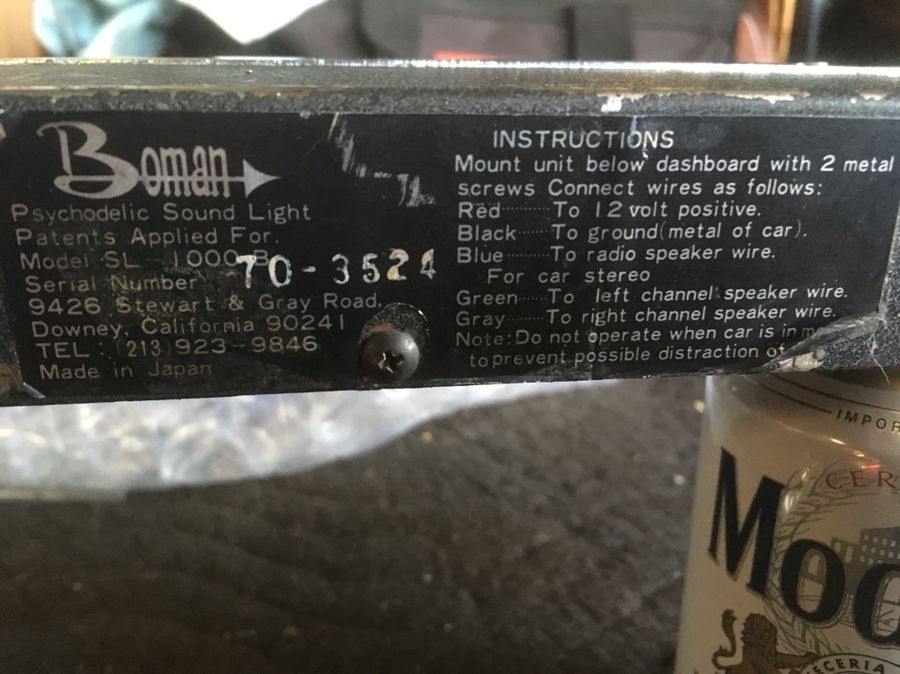 Boman
Psychodelic Sound Light
Patents Applied For.
Model SL-1000 B
Serial Number 70-3524
9426 Stewart & Gray Road,
Downey, California 90241
TEL: (213) 923-9846
Made in Japan
INSTRUCTIONS
Mount unit below dashboard with 2 metal
screws Connect wires as follows:
Red········To 12 volt positive.
Black·····To ground(metal of car).
Blue·······To radio speaker wire.
For car stereo
Green·····To left channel speaker wire.
Gray·······To right channel speaker wire.
Note:Do not operate when car is in
to prevent possible distraction of
CER